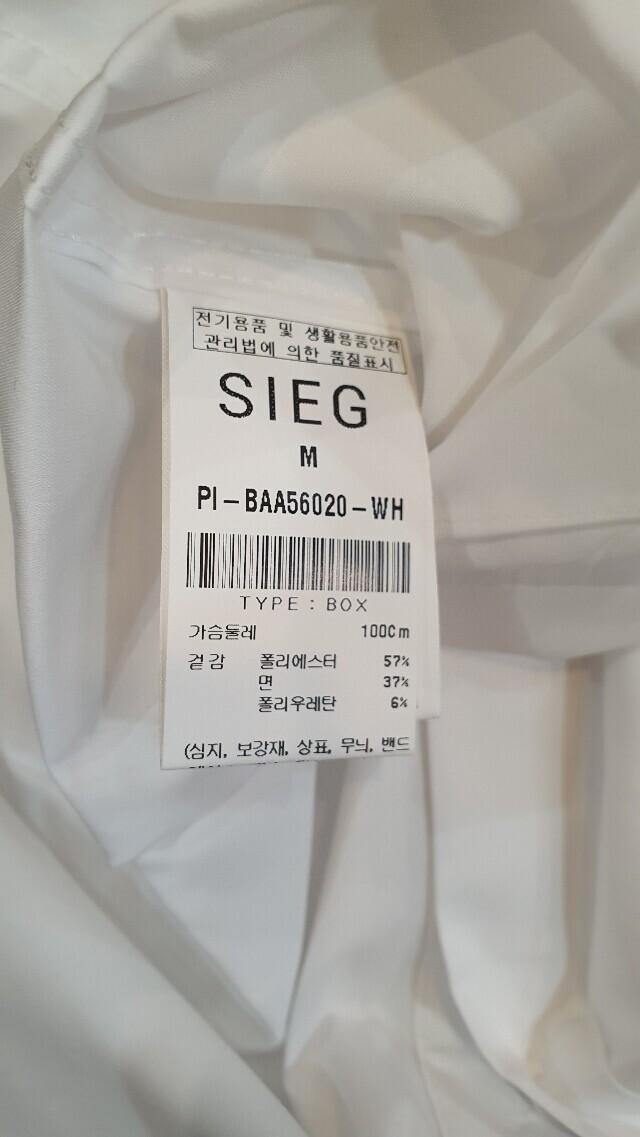 전기용품 및 생활용품안전
관리법에 의한 품질표시
SIEG
M
PI-BAA56020-WH
TYPE : BOX
가슴둘레 100Cm
겉감 폴리에스터 57%
면 37%
폴리우레탄 6%
(심지, 보강재, 상표, 무늬, 밴드